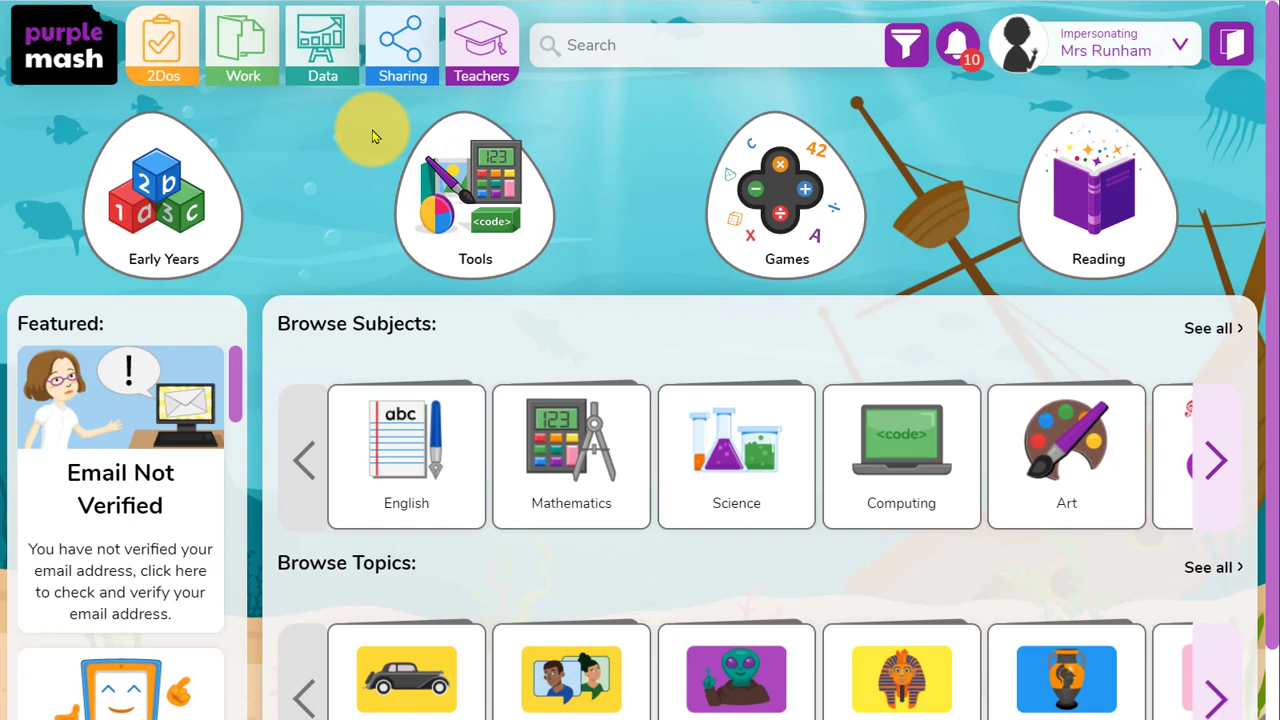 purple
mash
2Dos
Work
Data
Sharing
Teachers
Search
10
Impersonating
Mrs Runham
2 b
1 d 3 c
Early Years
123
<code>
Tools
C 42
X A
Games
Reading
Featured:
!
Email Not
Verified
You have not verified your
email address, click here
to check and verify your
email address.
Browse Subjects:
See all ›
abc
English
123
Mathematics
Science
<code>
Computing
Art
Browse Topics:
See all ›